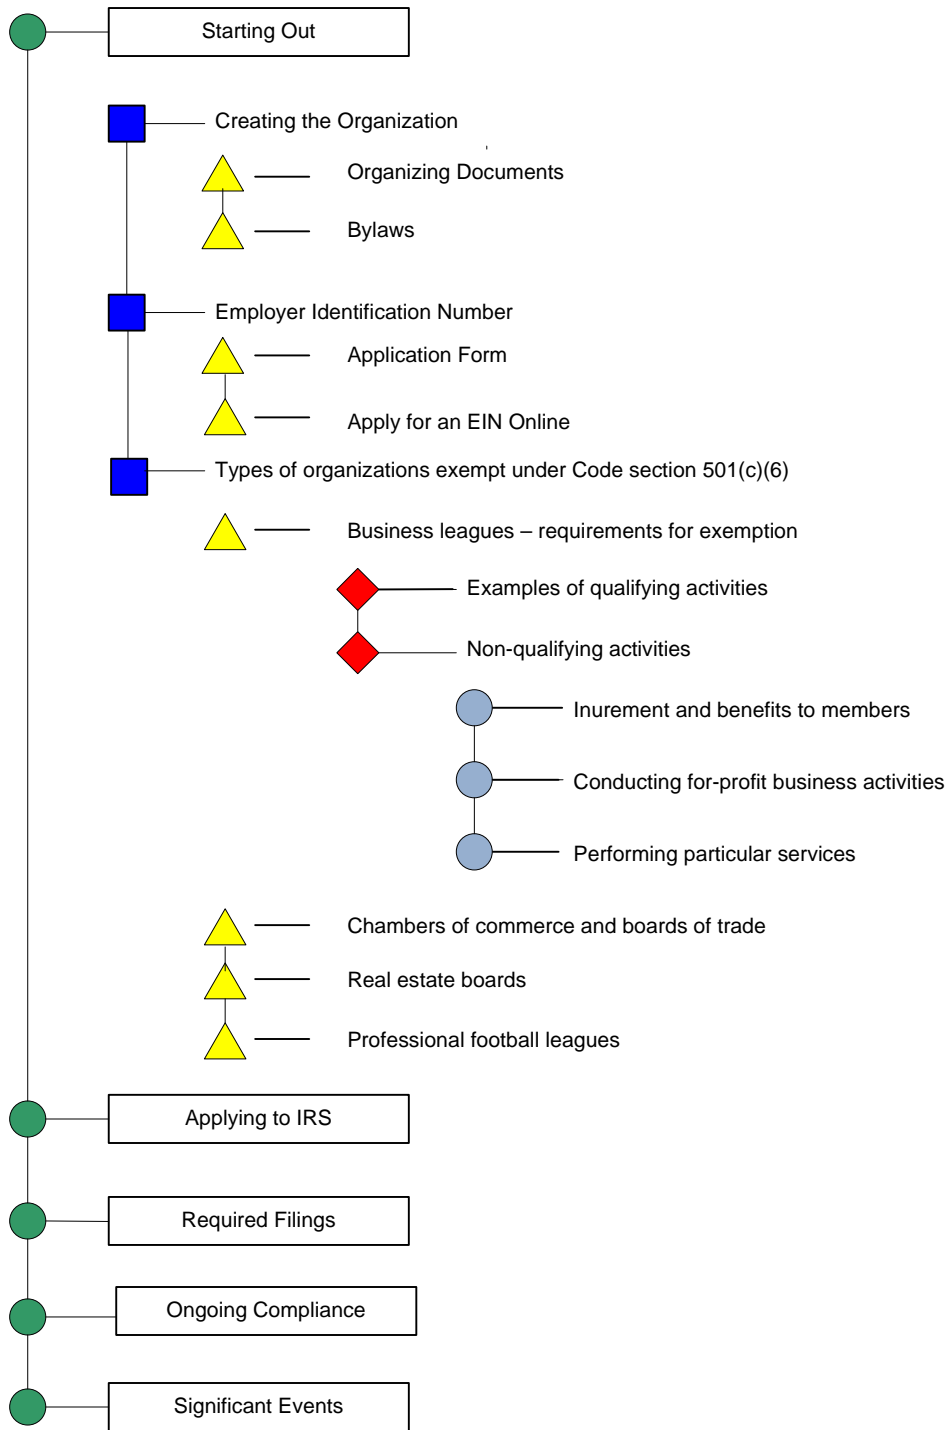 Starting Out
Creating the Organization
Organizing Documents
Bylaws
Employer Identification Number
Application Form
Apply for an EIN Online
Types of organizations exempt under Code section 501(c)(6)
Business leagues – requirements for exemption
Examples of qualifying activities
Non-qualifying activities
Inurement and benefits to members
Conducting for-profit business activities
Performing particular services
Chambers of commerce and boards of trade
Real estate boards
Professional football leagues
Applying to IRS
Required Filings
Ongoing Compliance
Significant Events